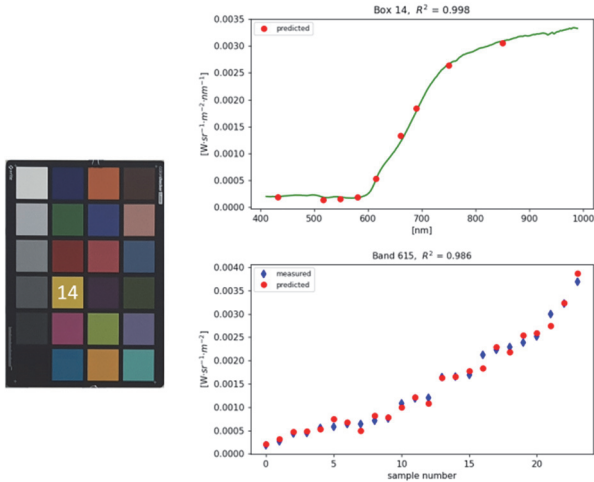 Box 14, R² = 0.998
predicted
0.0035
0.0030
0.0025
0.0020
0.0015
0.0010
0.0005
0.0000
[W·sr⁻¹·m⁻²·nm⁻¹]
400 500 600 700 800 900 1000
[nm]
14
Band 615, R² = 0.986
measured
predicted
0.0040
0.0035
0.0030
0.0025
0.0020
0.0015
0.0010
0.0005
0.0000
[W·sr⁻¹·m⁻²]
0 5 10 15 20
sample number